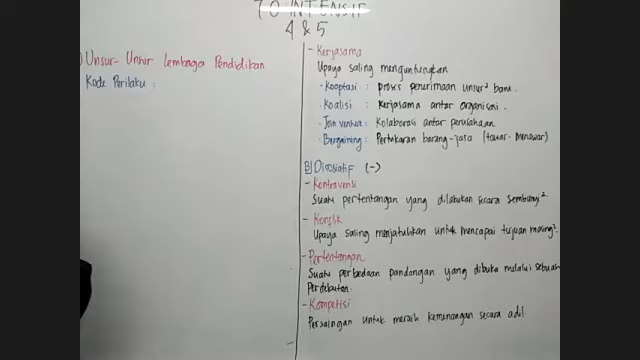 TO INTENSIF
4 & 5
Unsur-Unsur Lembaga Pendidikan
Kode Perilaku :
- Kerjasama
Upaya saling menguntungkan
• Kooptasi : proses penerimaan unsur² baru.
• Koalisi : Kerjasama antar organisasi.
• Join venture : Kolaborasi antar perusahaan
• Bargaining : Pertukaran barang-jasa (tawar-menawar)
B) Disosiatif (-)
- Kontravensi
Suatu pertentangan yang dilakukan secara sembunyi²
- Konflik
Upaya saling menjatuhkan untuk mencapai tujuan masing².
- Pertentangan
Suatu perbedaan pandangan yang dibuka melalui sebuah
Perdebatan.
- Kompetisi
Persaingan untuk meraih kemenangan secara adil.